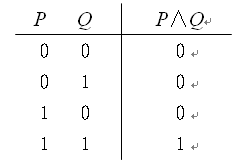 P Q P∧Q↵
0 0 0↵
0 1 0↵
1 0 0↵
1 1 1↵